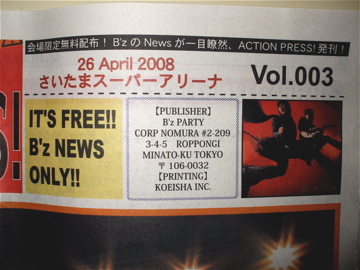 会場限定無料配布！B'zのNewsが一目瞭然、ACTION PRESS!発刊！
26 April 2008
さいたまスーパーアリーナ
Vol.003
IT'S FREE!!
B'z NEWS
ONLY!!
【PUBLISHER】
B'z PARTY
CORP NOMURA #2-209
3-4-5 ROPPONGI
MINATO-KU TOKYO
〒106-0032
【PRINTING】
KOEISHA INC.